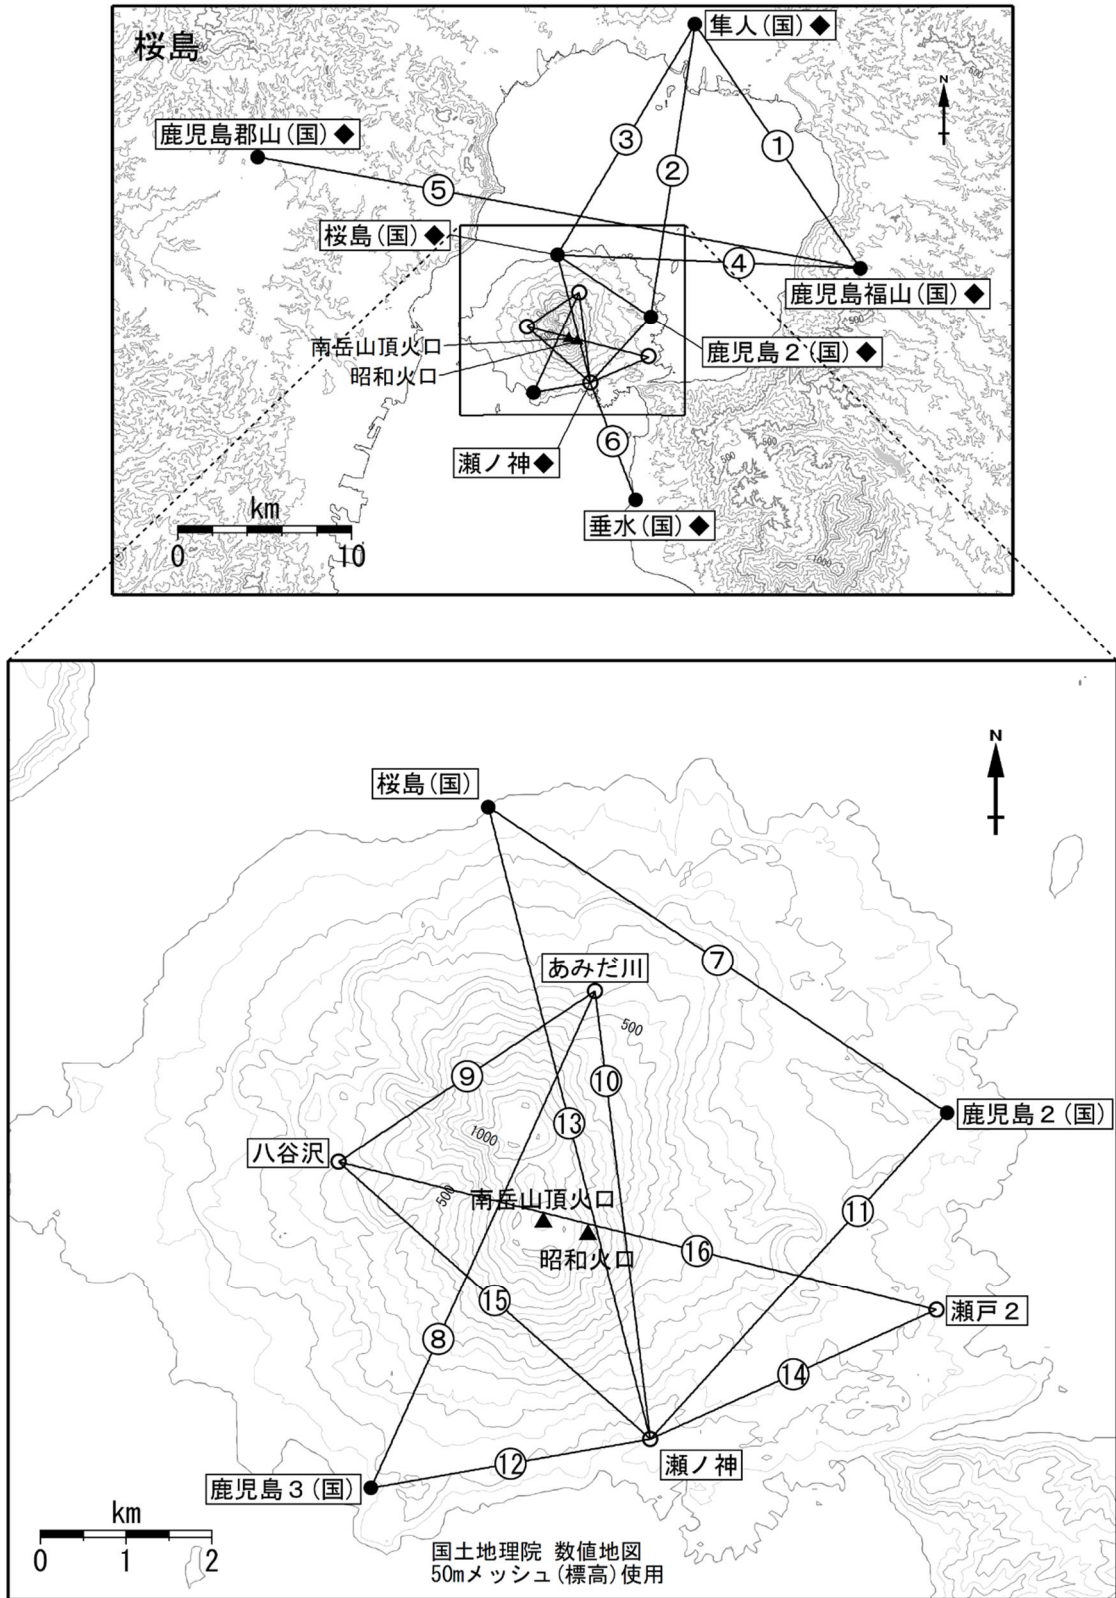 桜島
隼人(国)◆
N
600
鹿児島郡山(国)◆
③
①
②
⑤
桜島(国)◆
④
鹿児島福山(国)◆
500
南岳山頂火口
鹿児島2(国)◆
昭和火口
⑥
瀬ノ神◆
500
500
km
0 10
垂水(国)◆
1000
N
桜島(国)
⑦
あみだ川
500
⑨
⑩
1000
⑬
鹿児島2(国)
八谷沢
500
南岳山頂火口
⑪
昭和火口
⑯
⑮
瀬戸2
⑧
⑭
瀬ノ神
⑫
鹿児島3(国)
km
0 1 2
国土地理院 数値地図
50mメッシュ(標高)使用